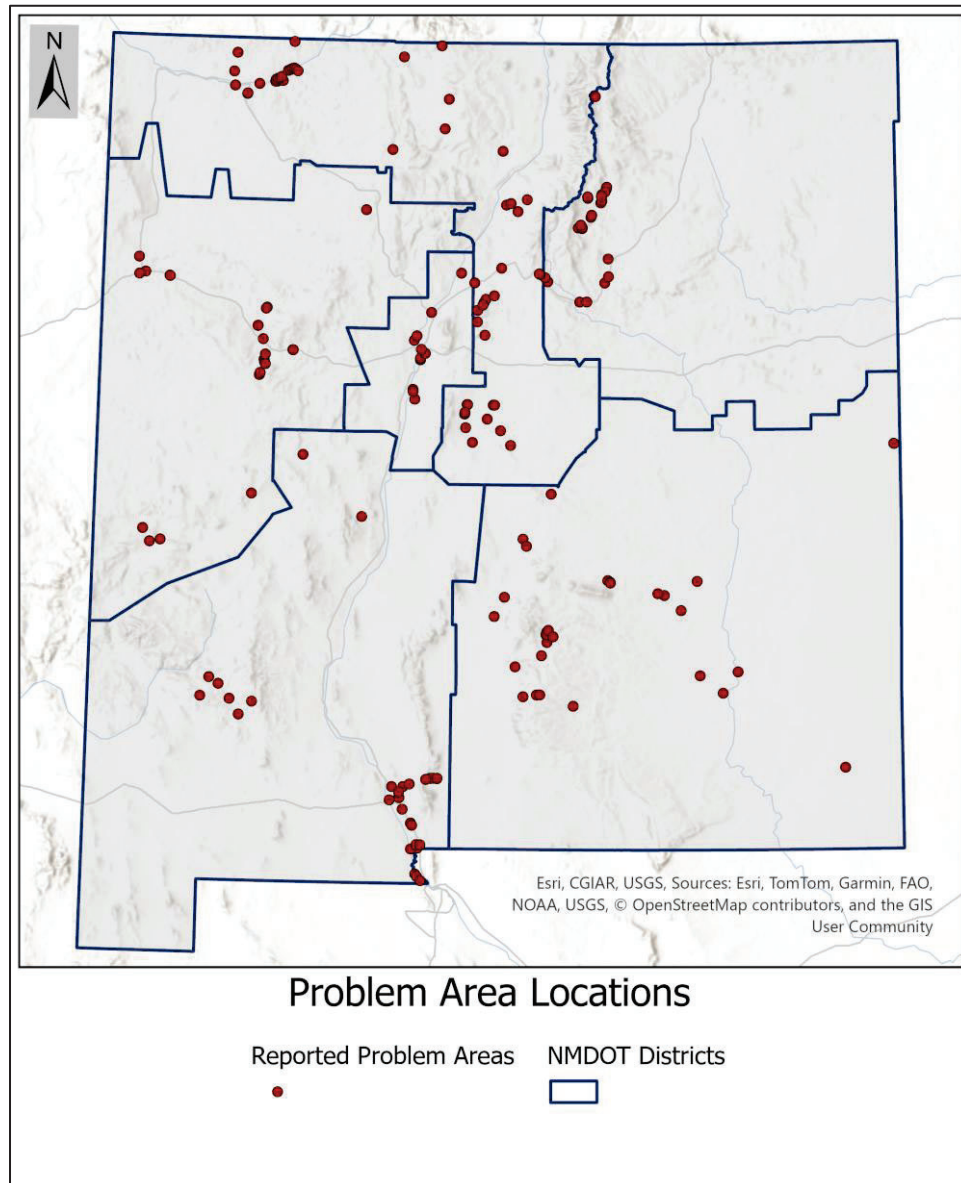 N
Esri, CGIAR, USGS, Sources: Esri, TomTom, Garmin, FAO,
NOAA, USGS, © OpenStreetMap contributors, and the GIS
User Community
Problem Area Locations
Reported Problem Areas
NMDOT Districts